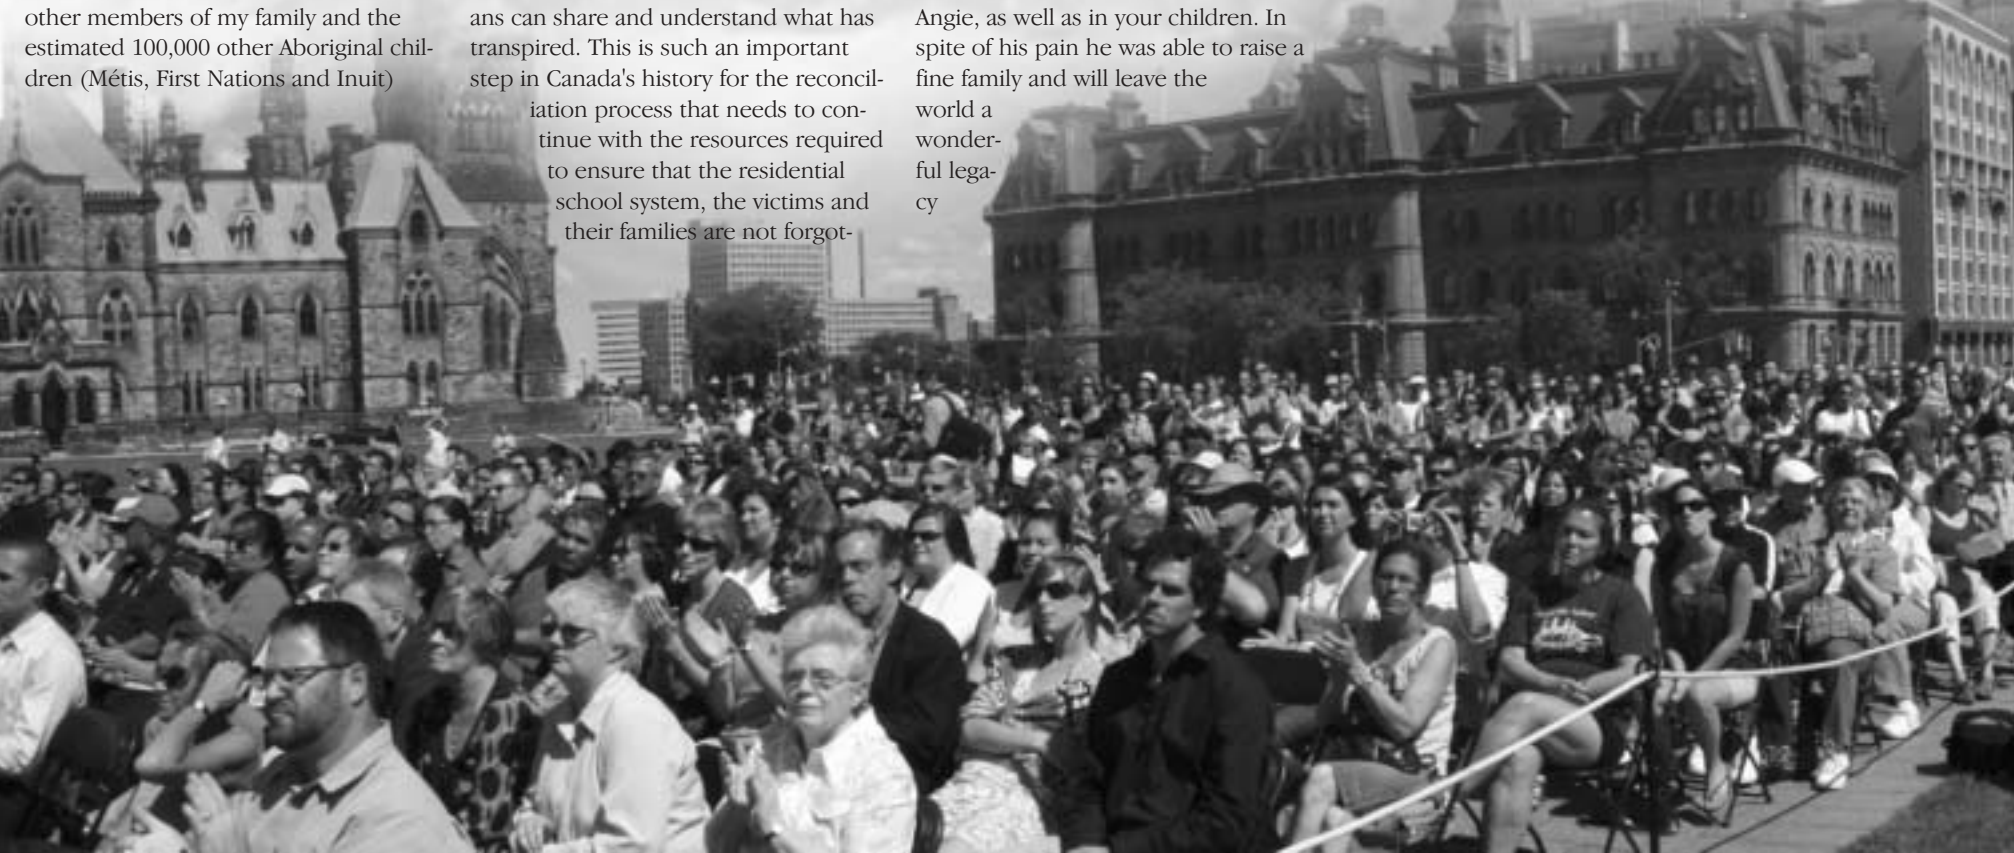 other members of my family and the
estimated 100,000 other Aboriginal chil-
dren (Métis, First Nations and Inuit)
ans can share and understand what has
transpired. This is such an important
step in Canada's history for the reconcil-
iation process that needs to con-
tinue with the resources required
to ensure that the residential
school system, the victims and
their families are not forgot-
Angie, as well as in your children. In
spite of his pain he was able to raise a
fine family and will leave the
world a
wonder-
ful lega-
cy